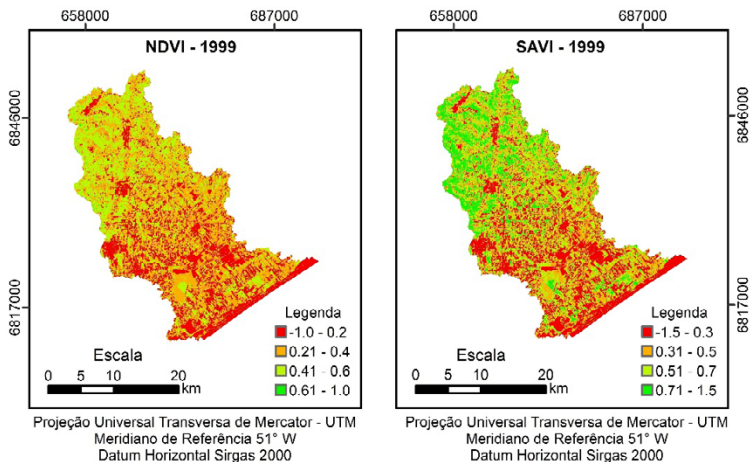 658000 687000
NDVI - 1999
6846000
6817000
Legenda
-1.0 - 0.2
0.21 - 0.4
0.41 - 0.6
0.61 - 1.0
Escala
0 5 10 20
km
Projeção Universal Transversa de Mercator - UTM
Meridiano de Referência 51° W
Datum Horizontal Sirgas 2000
658000 687000
SAVI - 1999
6846000
6817000
Legenda
-1.5 - 0.3
0.31 - 0.5
0.51 - 0.7
0.71 - 1.5
Escala
0 5 10 20
km
Projeção Universal Transversa de Mercator - UTM
Meridiano de Referência 51° W
Datum Horizontal Sirgas 2000